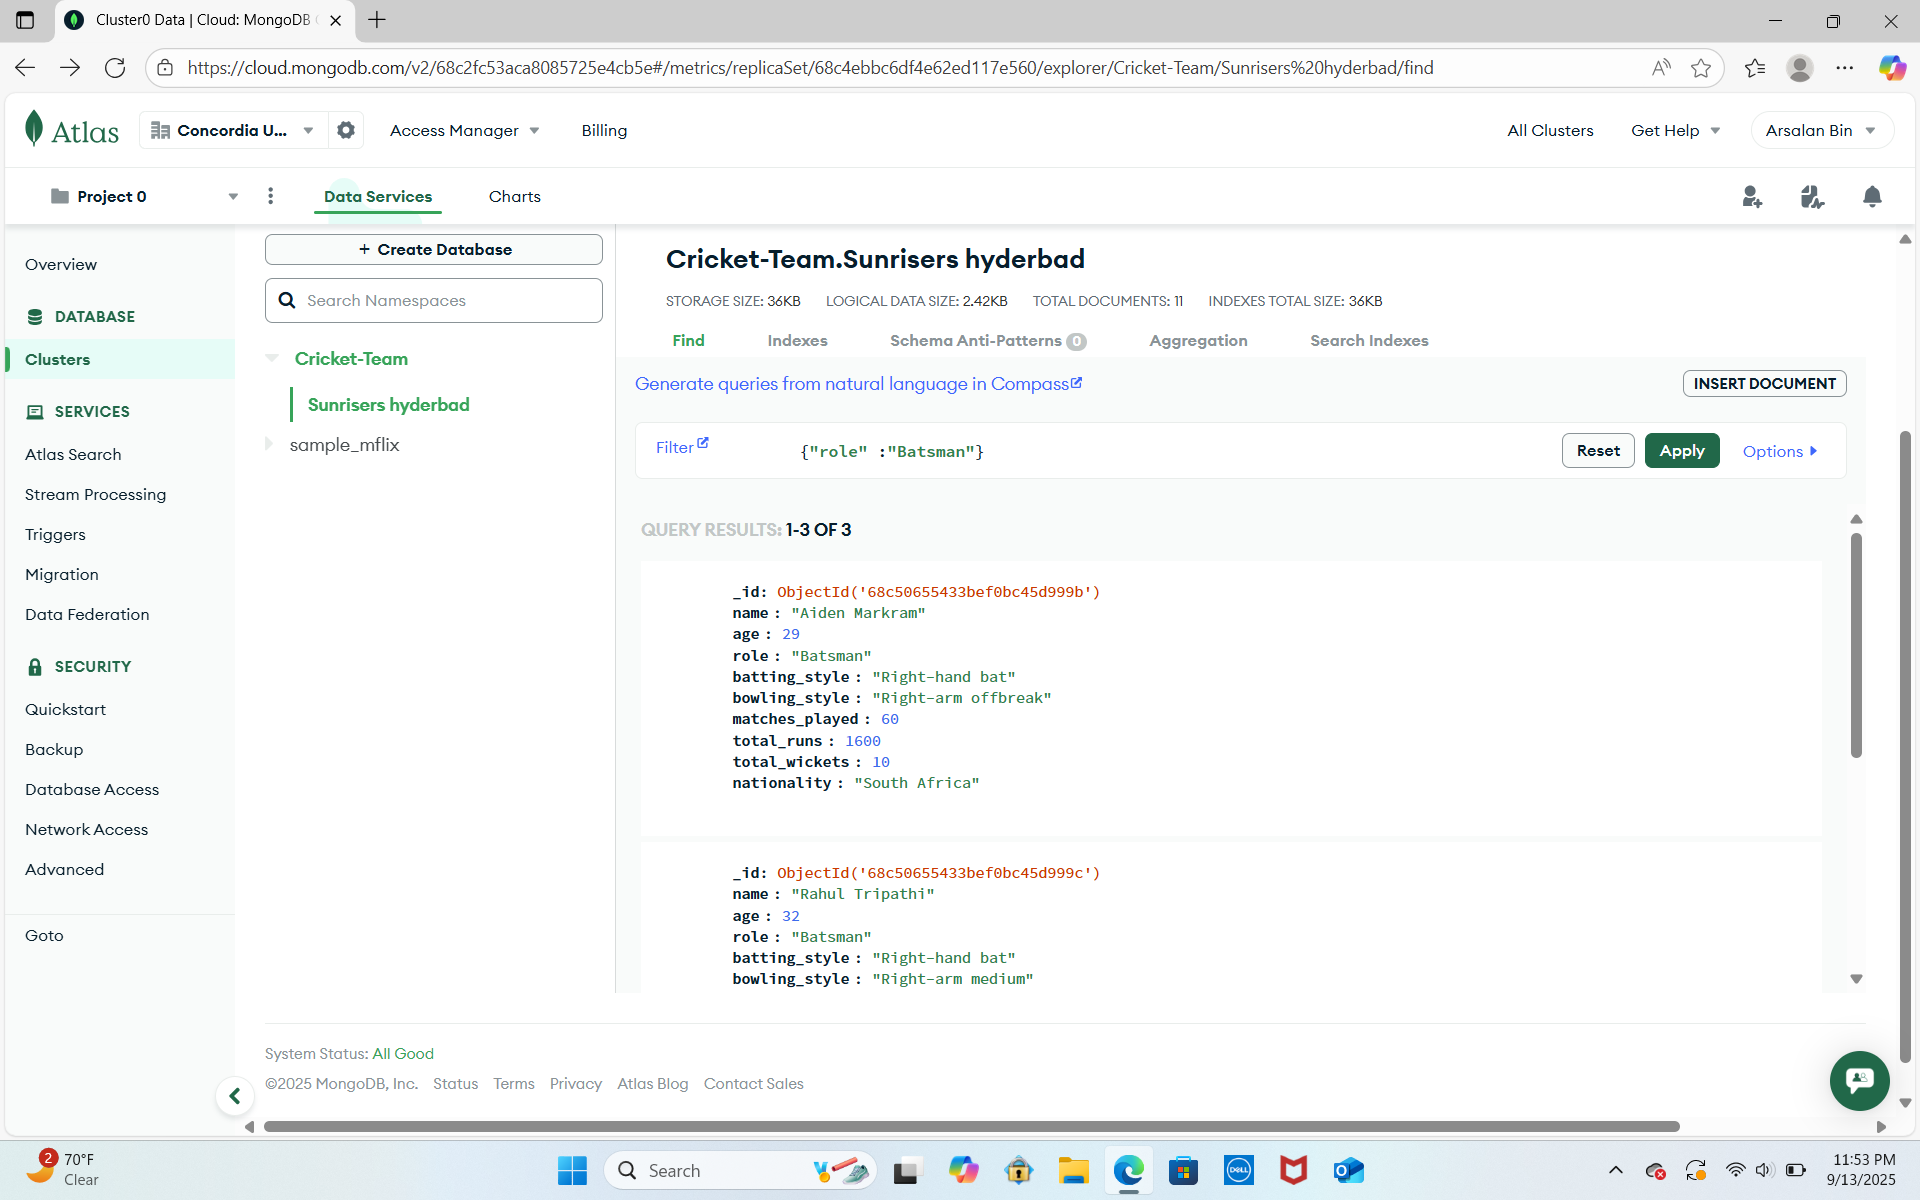 Cluster0 Data | Cloud: MongoDB
https://cloud.mongodb.com/v2/68c2fc53aca8085725e4cb5e#/metrics/replicaSet/68c4ebbc6df4e62ed117e560/explorer/Cricket-Team/Sunrisers%20hyderbad/find
Atlas Concordia U... Access Manager Billing All Clusters Get Help Arsalan Bin
Project 0 Data Services Charts
Overview
DATABASE
Clusters
SERVICES
Atlas Search
Stream Processing
Triggers
Migration
Data Federation
SECURITY
Quickstart
Backup
Database Access
Network Access
Advanced
Goto
+ Create Database
Search Namespaces
Cricket-Team
Sunrisers hyderbad
sample_mflix
Cricket-Team.Sunrisers hyderbad
STORAGE SIZE: 36KB LOGICAL DATA SIZE: 2.42KB TOTAL DOCUMENTS: 11 INDEXES TOTAL SIZE: 36KB
Find Indexes Schema Anti-Patterns 0 Aggregation Search Indexes
Generate queries from natural language in Compass
INSERT DOCUMENT
Filter {"role" :"Batsman"} Reset Apply Options
QUERY RESULTS: 1-3 OF 3
_id: ObjectId('68c50655433bef0bc45d999b')
name : "Aiden Markram"
age : 29
role : "Batsman"
batting_style : "Right-hand bat"
bowling_style : "Right-arm offbreak"
matches_played : 60
total_runs : 1600
total_wickets : 10
nationality : "South Africa"
_id: ObjectId('68c50655433bef0bc45d999c')
name : "Rahul Tripathi"
age : 32
role : "Batsman"
batting_style : "Right-hand bat"
bowling_style : "Right-arm medium"
System Status: All Good
©2025 MongoDB, Inc. Status Terms Privacy Atlas Blog Contact Sales
2
70°F
Clear
Search
DELL
11:53 PM
9/13/2025